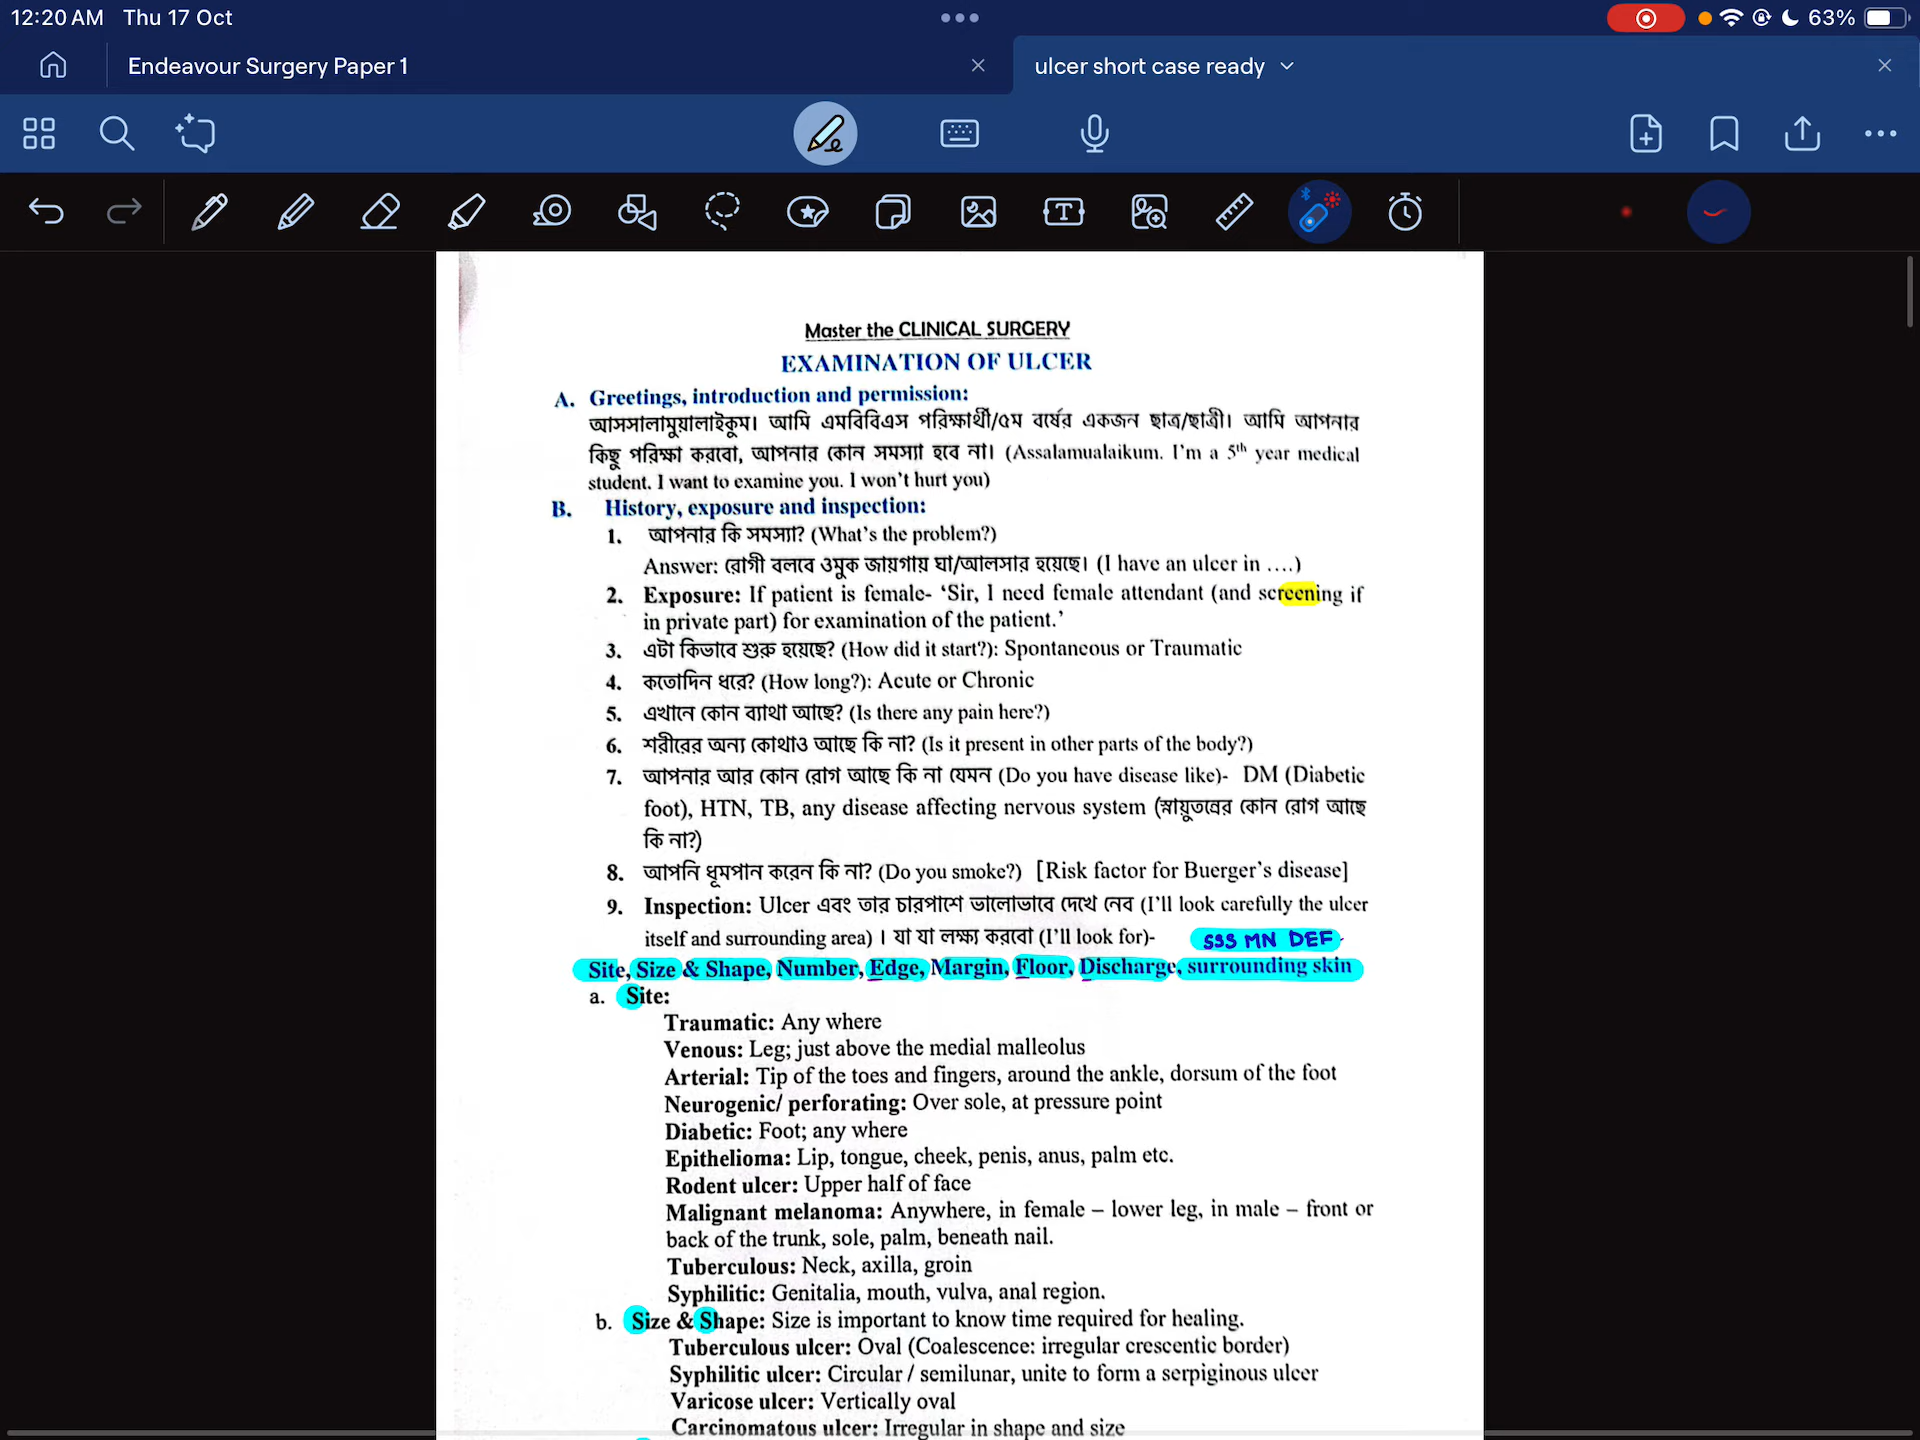 12:20 AM Thu 17 Oct
63%
Endeavour Surgery Paper 1
ulcer short case ready
Master the CLINICAL SURGERY
EXAMINATION OF ULCER
A. Greetings, introduction and permission:
আসসালামুয়ালাইকুম। আমি এমবিবিএস পরিক্ষার্থী/৫ম বর্ষের একজন ছাত্র/ছাত্রী। আমি আপনার
কিছু পরিক্ষা করবো, আপনার কোন সমস্যা হবে না। (Assalamualaikum. I'm a 5th year medical
student. I want to examine you. I won't hurt you)
B. History, exposure and inspection:
1. আপনার কি সমস্যা? (What's the problem?)
Answer: রোগী বলবে ওমুক জায়গায় ঘা/আলসার হয়েছে। (I have an ulcer in ….)
2. Exposure: If patient is female- ‘Sir, I need female attendant (and screening if
in private part) for examination of the patient.’
3. এটা কিভাবে শুরু হয়েছে? (How did it start?): Spontaneous or Traumatic
4. কতোদিন ধরে? (How long?): Acute or Chronic
5. এখানে কোন ব্যাথা আছে? (Is there any pain here?)
6. শরীরের অন্য কোথাও আছে কি না? (Is it present in other parts of the body?)
7. আপনার আর কোন রোগ আছে কি না যেমন (Do you have disease like)- DM (Diabetic
foot), HTN, TB, any disease affecting nervous system (স্নায়ুতন্ত্রের কোন রোগ আছে
কি না?)
8. আপনি ধূমপান করেন কি না? (Do you smoke?) [Risk factor for Buerger's disease]
9. Inspection: Ulcer এবং তার চারপাশে ভালোভাবে দেখে নেব (I'll look carefully the ulcer
itself and surrounding area) । যা যা লক্ষ্য করবো (I'll look for)- SSS MN DEF
Site, Size & Shape, Number, Edge, Margin, Floor, Discharge, surrounding skin
a. Site:
Traumatic: Any where
Venous: Leg; just above the medial malleolus
Arterial: Tip of the toes and fingers, around the ankle, dorsum of the foot
Neurogenic/ perforating: Over sole, at pressure point
Diabetic: Foot; any where
Epithelioma: Lip, tongue, cheek, penis, anus, palm etc.
Rodent ulcer: Upper half of face
Malignant melanoma: Anywhere, in female – lower leg, in male – front or
back of the trunk, sole, palm, beneath nail.
Tuberculous: Neck, axilla, groin
Syphilitic: Genitalia, mouth, vulva, anal region.
b. Size & Shape: Size is important to know time required for healing.
Tuberculous ulcer: Oval (Coalescence: irregular crescentic border)
Syphilitic ulcer: Circular / semilunar, unite to form a serpiginous ulcer
Varicose ulcer: Vertically oval
Carcinomatous ulcer: Irregular in shape and size